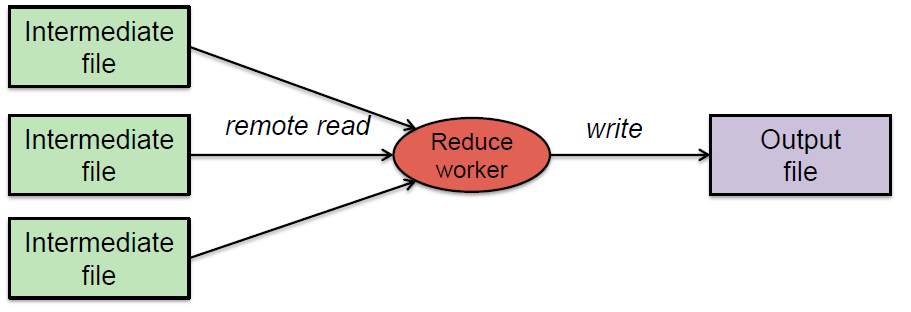 Intermediate
file
Intermediate
file
Intermediate
file
remote read
Reduce
worker
write
Output
file